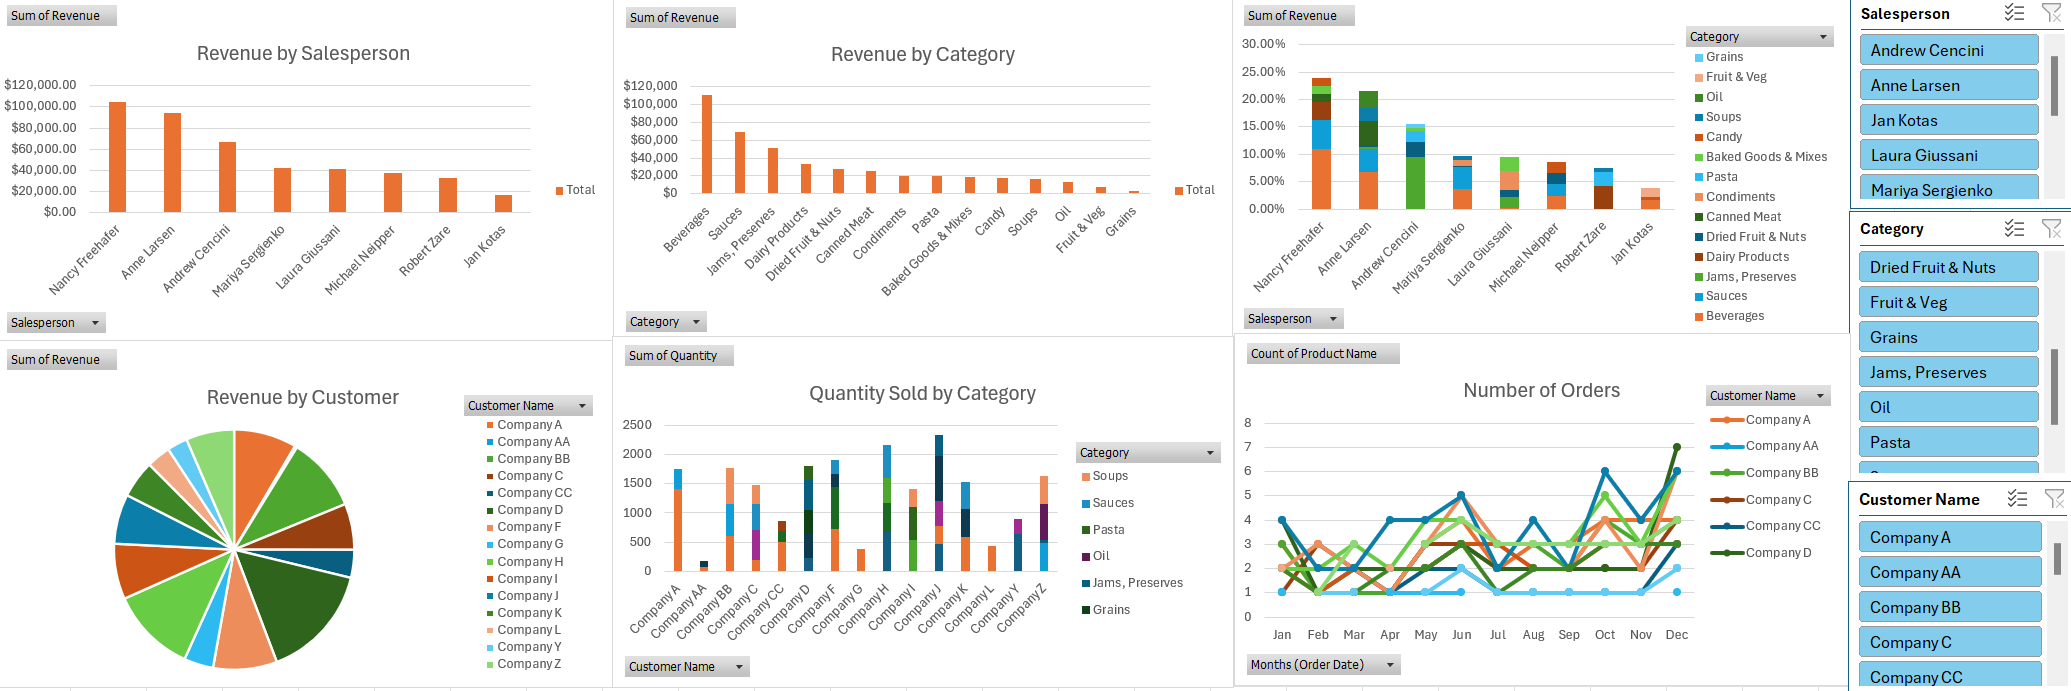 Sum of Revenue
Revenue by Salesperson
$120,000.00
$100,000.00
$80,000.00
$60,000.00
$40,000.00
$20,000.00
$0.00
Nancy Freehafer
Anne Larsen
Andrew Cencini
Mariya Sergienko
Laura Giussani
Michael Neipper
Robert Zare
Jan Kotas
Total
Salesperson
Sum of Revenue
Revenue by Category
$120,000
$100,000
$80,000
$60,000
$40,000
$20,000
$0
Beverages
Sauces
Jams, Preserves
Dairy Products
Dried Fruit & Nuts
Canned Meat
Condiments
Pasta
Baked Goods & Mixes
Candy
Soups
Oil
Fruit & Veg
Grains
Total
Category
Sum of Revenue
30.00%
25.00%
20.00%
15.00%
10.00%
5.00%
0.00%
Nancy Freehafer
Anne Larsen
Andrew Cencini
Mariya Sergienko
Laura Giussani
Michael Neipper
Robert Zare
Jan Kotas
Category
Grains
Fruit & Veg
Oil
Soups
Candy
Baked Goods & Mixes
Pasta
Condiments
Canned Meat
Dried Fruit & Nuts
Dairy Products
Jams, Preserves
Sauces
Beverages
Salesperson
Salesperson
Andrew Cencini
Anne Larsen
Jan Kotas
Laura Giussani
Mariya Sergienko
Category
Dried Fruit & Nuts
Fruit & Veg
Grains
Jams, Preserves
Oil
Pasta
Customer Name
Company A
Company AA
Company BB
Company C
Company CC
Sum of Revenue
Revenue by Customer
Customer Name
Company A
Company AA
Company BB
Company C
Company CC
Company D
Company F
Company G
Company H
Company I
Company J
Company K
Company L
Company Y
Company Z
Sum of Quantity
Quantity Sold by Category
2500
2000
1500
1000
500
0
Company A
Company AA
Company BB
Company C
Company CC
Company D
Company F
Company G
Company H
Company I
Company J
Company K
Company L
Company Y
Company Z
Category
Soups
Sauces
Pasta
Oil
Jams, Preserves
Grains
Customer Name
Count of Product Name
Number of Orders
8
7
6
5
4
3
2
1
0
Jan Feb Mar Apr May Jun Jul Aug Sep Oct Nov Dec
Customer Name
Company A
Company AA
Company BB
Company C
Company CC
Company D
Months (Order Date)